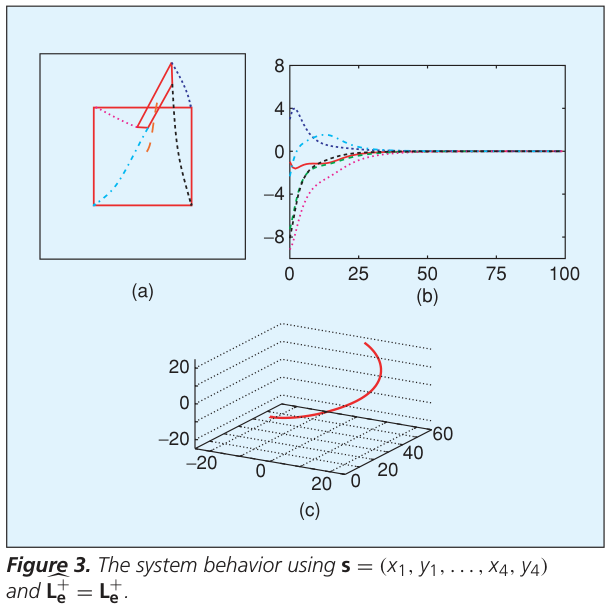 8
4
0
−4
−8
0 25 50 75 100
(a)
(b)
20
0
−20
−20
0
20
0
20
40
60
(c)
Figure 3. The system behavior using s = (x₁, y₁, . . . , x₄, y₄)
and L̂ₑ⁺ = Lₑ⁺.